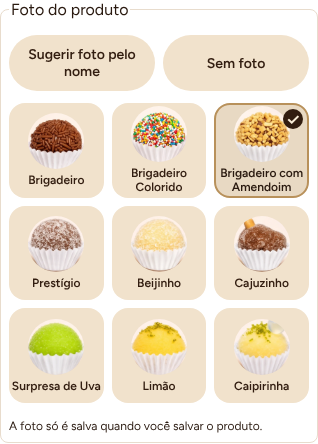 Foto do produto
Sugerir foto pelo
nome
Sem foto
Brigadeiro
Brigadeiro
Colorido
Brigadeiro com
Amendoim
Prestígio
Beijinho
Cajuzinho
Surpresa de Uva
Limão
Caipirinha
A foto só é salva quando você salvar o produto.